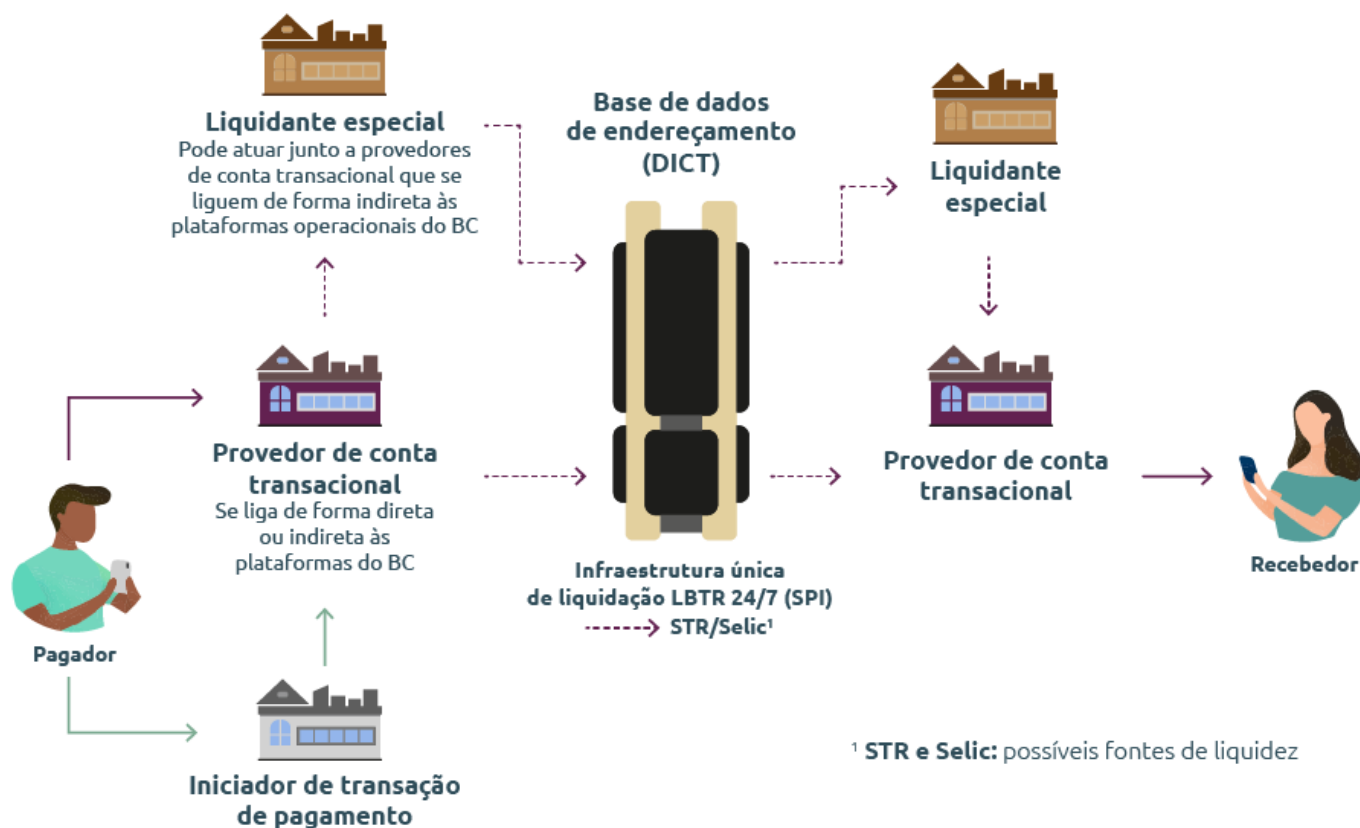 Liquidante especial
Pode atuar junto a provedores
de conta transacional que se
liguem de forma indireta às
plataformas operacionais do BC
Base de dados
de endereçamento
(DICT)
Liquidante
especial
Provedor de conta
transacional
Se liga de forma direta
ou indireta às
plataformas do BC
Provedor de conta
transacional
Infraestrutura única
de liquidação LBTR 24/7 (SPI)
STR/Selic¹
Recebedor
Pagador
Iniciador de transação
de pagamento
¹ STR e Selic: possíveis fontes de liquidez